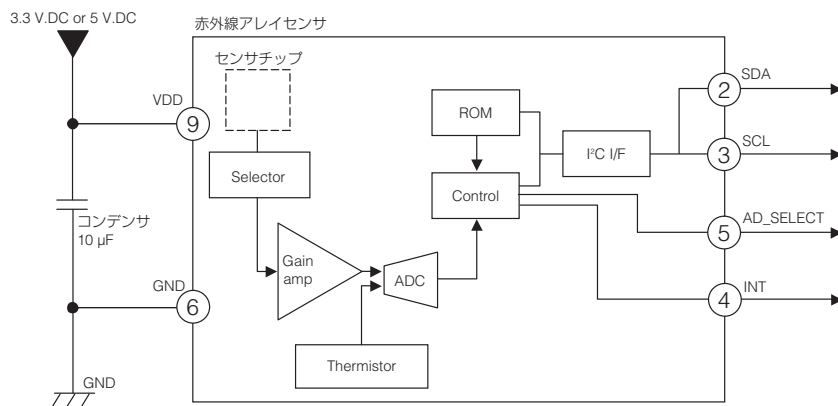 3.3 V.DC or 5 V.DC
赤外線アレイセンサ
センサチップ
VDD
9
Selector
コンデンサ
10 µF
GND
6
GND
Gain
amp
ADC
Thermistor
ROM
Control
I²C I/F
2
SDA
3
SCL
5
AD_SELECT
4
INT